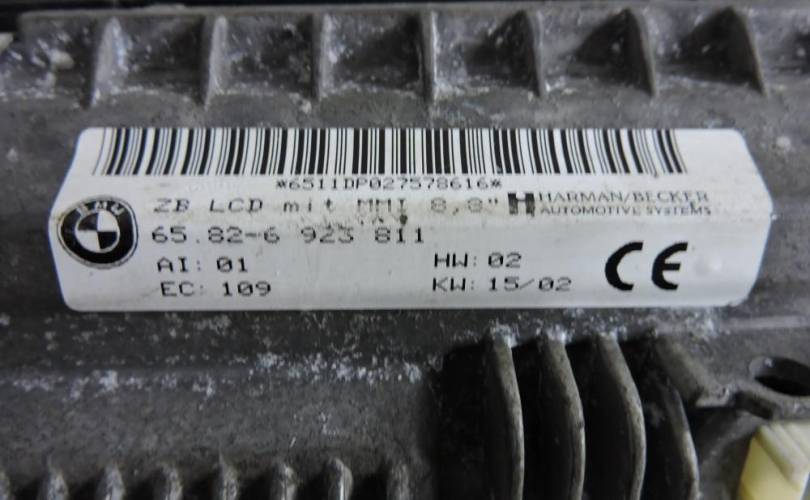 *6511DP027578616*
BMW
ZB LCD mit MMI 8,8"
HARMAN/BECKER
AUTOMOTIVE SYSTEMS
65.82-6 923 811
AI: 01
HW: 02
EC: 109
KW: 15/02
CE